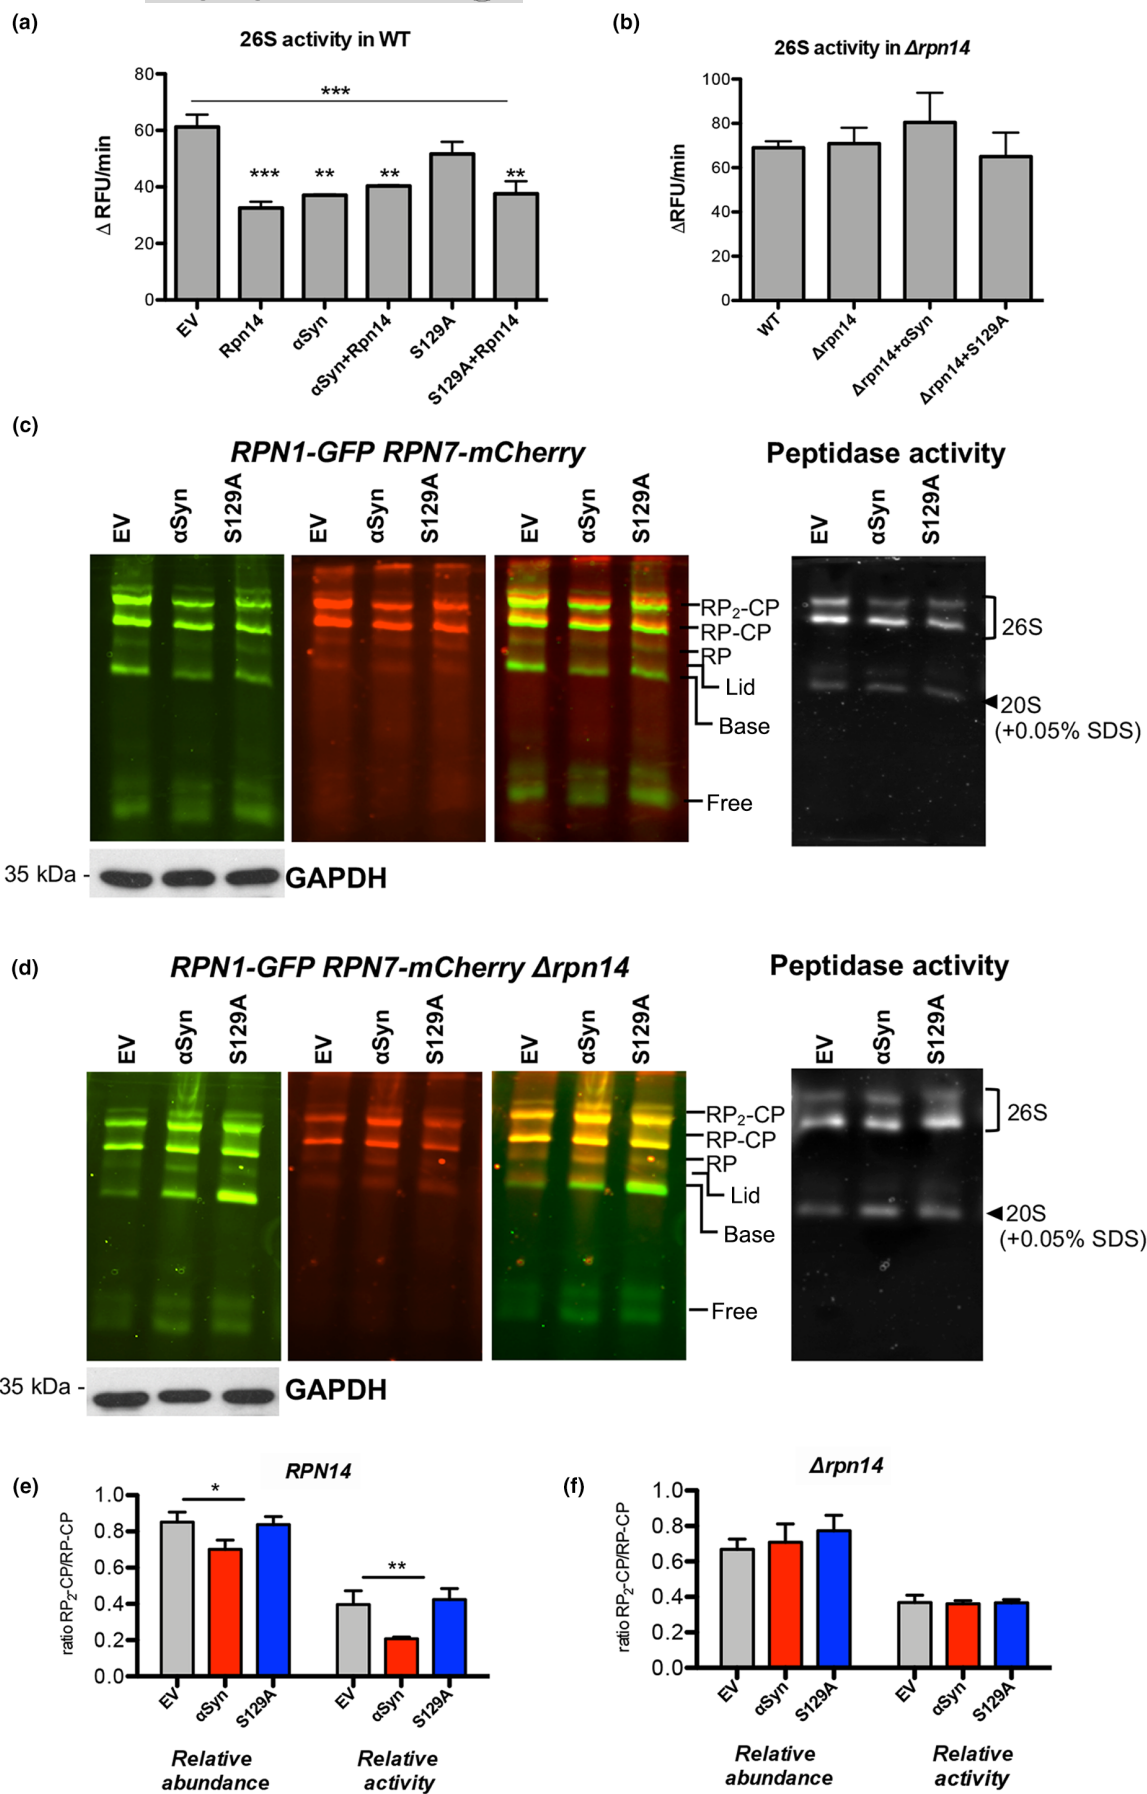 (a)
26S activity in WT
Δ RFU/min
80
60
40
20
0
***
***
**
**
**
EV
Rpn14
αSyn
αSyn+Rpn14
S129A
S129A+Rpn14
(b)
26S activity in Δrpn14
ΔRFU/min
100
80
60
40
20
0
WT
Δrpn14
Δrpn14+αSyn
Δrpn14+S129A
(c)
RPN1-GFP RPN7-mCherry
Peptidase activity
EV
αSyn
S129A
EV
αSyn
S129A
EV
αSyn
S129A
EV
αSyn
S129A
RP2-CP
RP-CP
RP
Lid
Base
Free
26S
20S
(+0.05% SDS)
35 kDa -
GAPDH
(d)
RPN1-GFP RPN7-mCherry Δrpn14
Peptidase activity
EV
αSyn
S129A
EV
αSyn
S129A
EV
αSyn
S129A
EV
αSyn
S129A
RP2-CP
RP-CP
RP
Lid
Base
Free
26S
20S
(+0.05% SDS)
35 kDa -
GAPDH
(e)
RPN14
ratio RP2-CP/RP-CP
1.0
0.8
0.6
0.4
0.2
0.0
*
**
EV
αSyn
S129A
EV
αSyn
S129A
Relative
abundance
Relative
activity
(f)
Δrpn14
ratio RP2-CP/RP-CP
1.0
0.8
0.6
0.4
0.2
0.0
EV
αSyn
S129A
EV
αSyn
S129A
Relative
abundance
Relative
activity